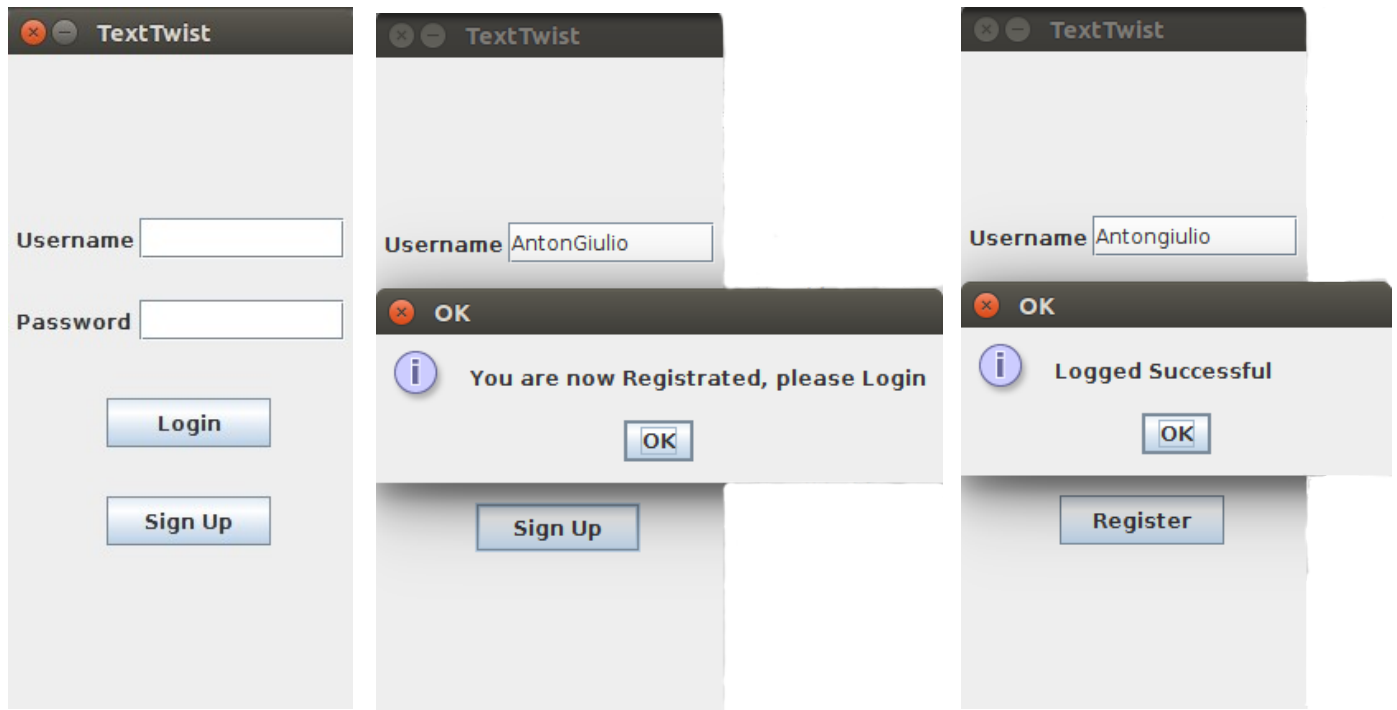 TextTwist
Username
Password
Login
Sign Up
TextTwist
Username AntonGiulio
OK
You are now Registrated, please Login
OK
Sign Up
TextTwist
Username Antongiulio
OK
Logged Successful
OK
Register